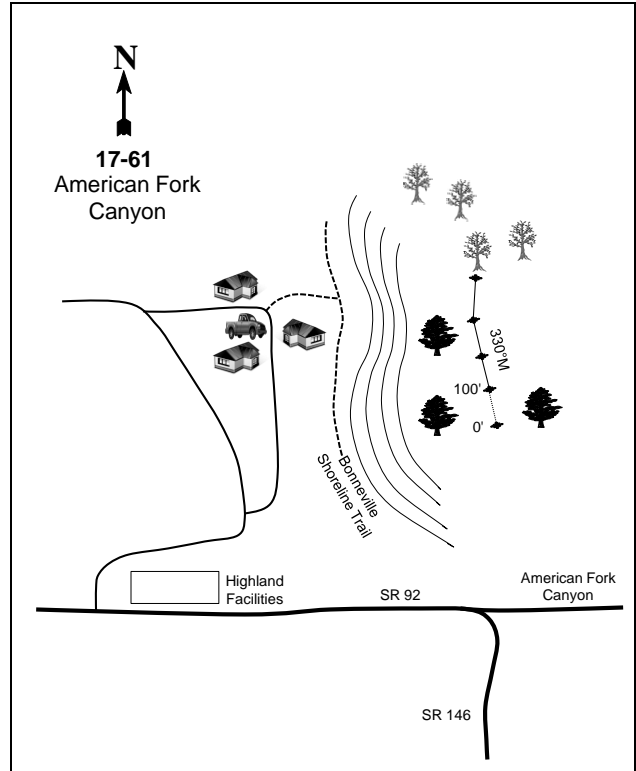 N
17-61
American Fork
Canyon
330°M
100'
0'
Bonneville
Shoreline Trail
Highland
Facilities
SR 92
American Fork
Canyon
SR 146